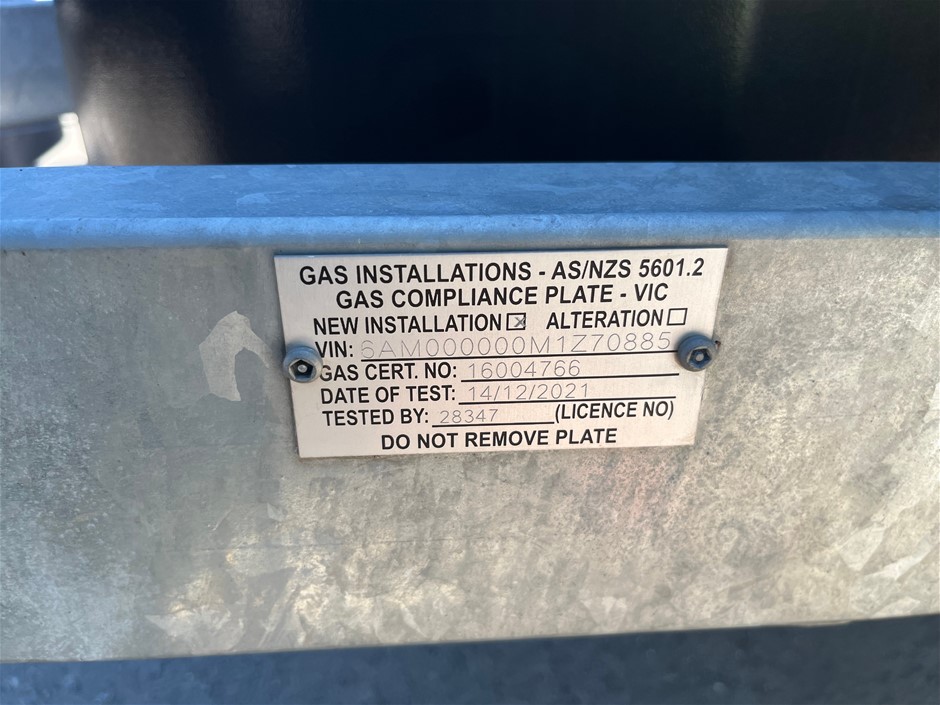 GAS INSTALLATIONS - AS/NZS 5601.2
GAS COMPLIANCE PLATE - VIC
NEW INSTALLATION ☒ ALTERATION ☐
VIN: 6AM000000M1Z70885
GAS CERT. NO: 16004766
DATE OF TEST: 14/12/2021
TESTED BY: 28347 (LICENCE NO)
DO NOT REMOVE PLATE